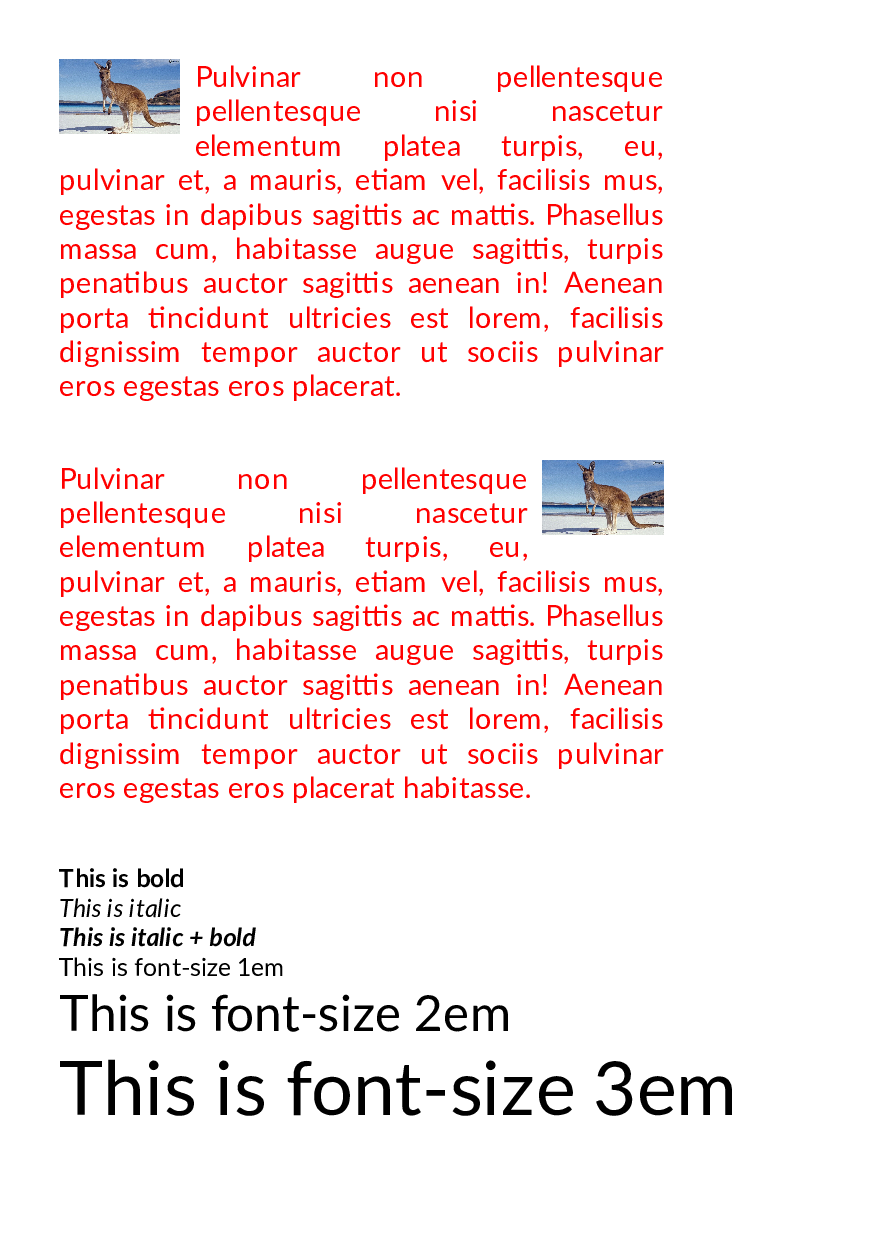 Pulvinar non pellentesque
pellentesque nisi nascetur
elementum platea turpis, eu,
pulvinar et, a mauris, etiam vel, facilisis mus,
egestas in dapibus sagittis ac mattis. Phasellus
massa cum, habitasse augue sagittis, turpis
penatibus auctor sagittis aenean in! Aenean
porta tincidunt ultricies est lorem, facilisis
dignissim tempor auctor ut sociis pulvinar
eros egestas eros placerat.
Pulvinar non pellentesque
pellentesque nisi nascetur
elementum platea turpis, eu,
pulvinar et, a mauris, etiam vel, facilisis mus,
egestas in dapibus sagittis ac mattis. Phasellus
massa cum, habitasse augue sagittis, turpis
penatibus auctor sagittis aenean in! Aenean
porta tincidunt ultricies est lorem, facilisis
dignissim tempor auctor ut sociis pulvinar
eros egestas eros placerat habitasse.
This is bold
This is italic
This is italic + bold
This is font-size 1em
This is font-size 2em
This is font-size 3em